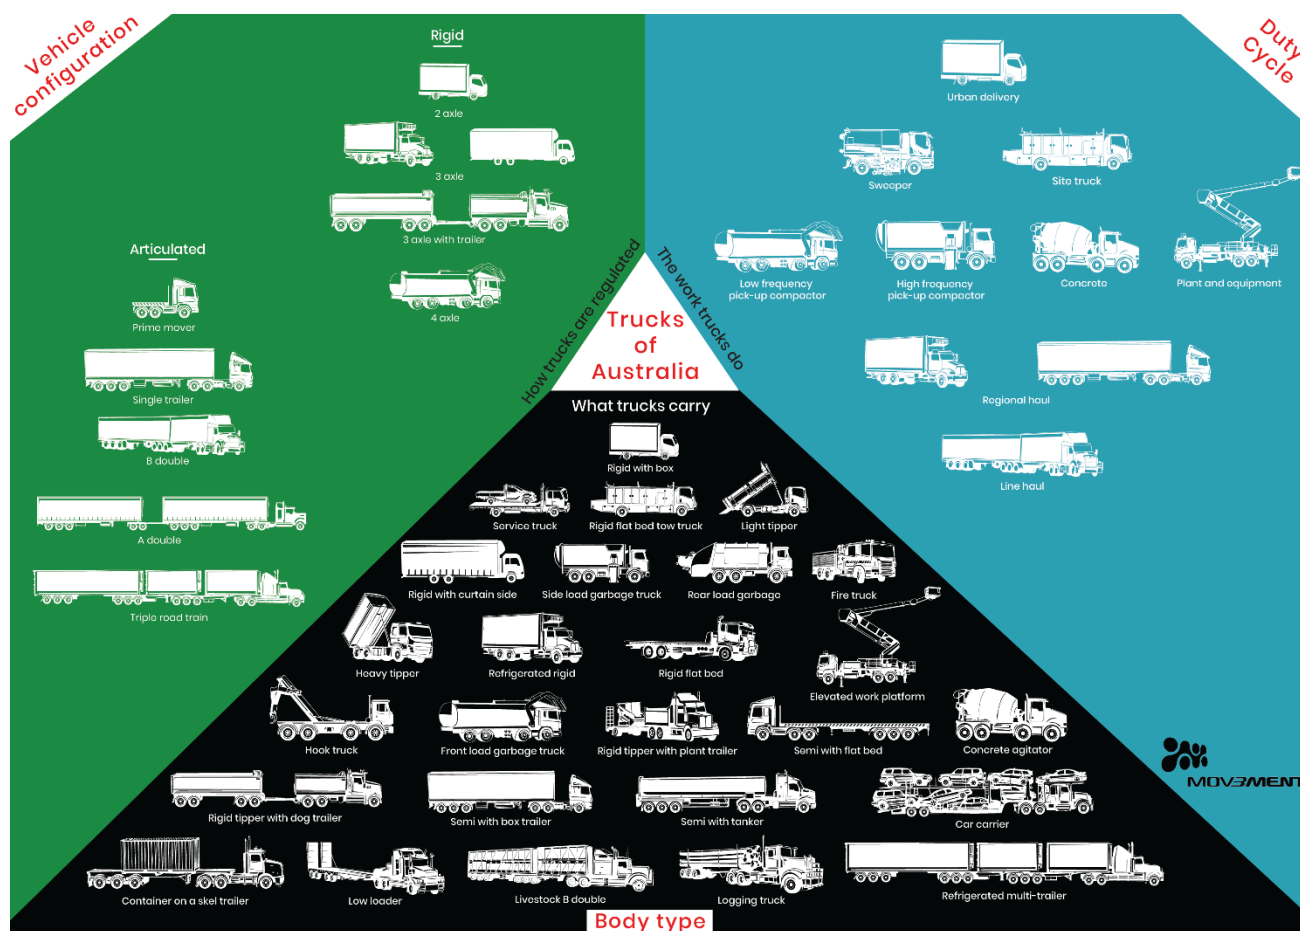 Vehicle
configuration
Rigid
2 axle
3 axle
3 axle with trailer
4 axle
Articulated
Prime mover
Single trailer
B double
A double
Triple road train
How trucks are regulated
Duty
Cycle
Urban delivery
Sweeper
Site truck
Low frequency
pick-up compactor
High frequency
pick-up compactor
Concrete
Plant and equipment
Regional haul
Line haul
The work trucks do
Trucks
of
Australia
What trucks carry
Rigid with box
Service truck
Rigid flat bed tow truck
Light tipper
Rigid with curtain side
Side load garbage truck
Rear load garbage
Fire truck
Heavy tipper
Refrigerated rigid
Rigid flat bed
Elevated work platform
Hook truck
Front load garbage truck
Rigid tipper with plant trailer
Semi with flat bed
Concrete agitator
Rigid tipper with dog trailer
Semi with box trailer
Semi with tanker
Car carrier
Container on a skel trailer
Low loader
Livestock B double
Logging truck
Refrigerated multi-trailer
Body type
MOV3MENT